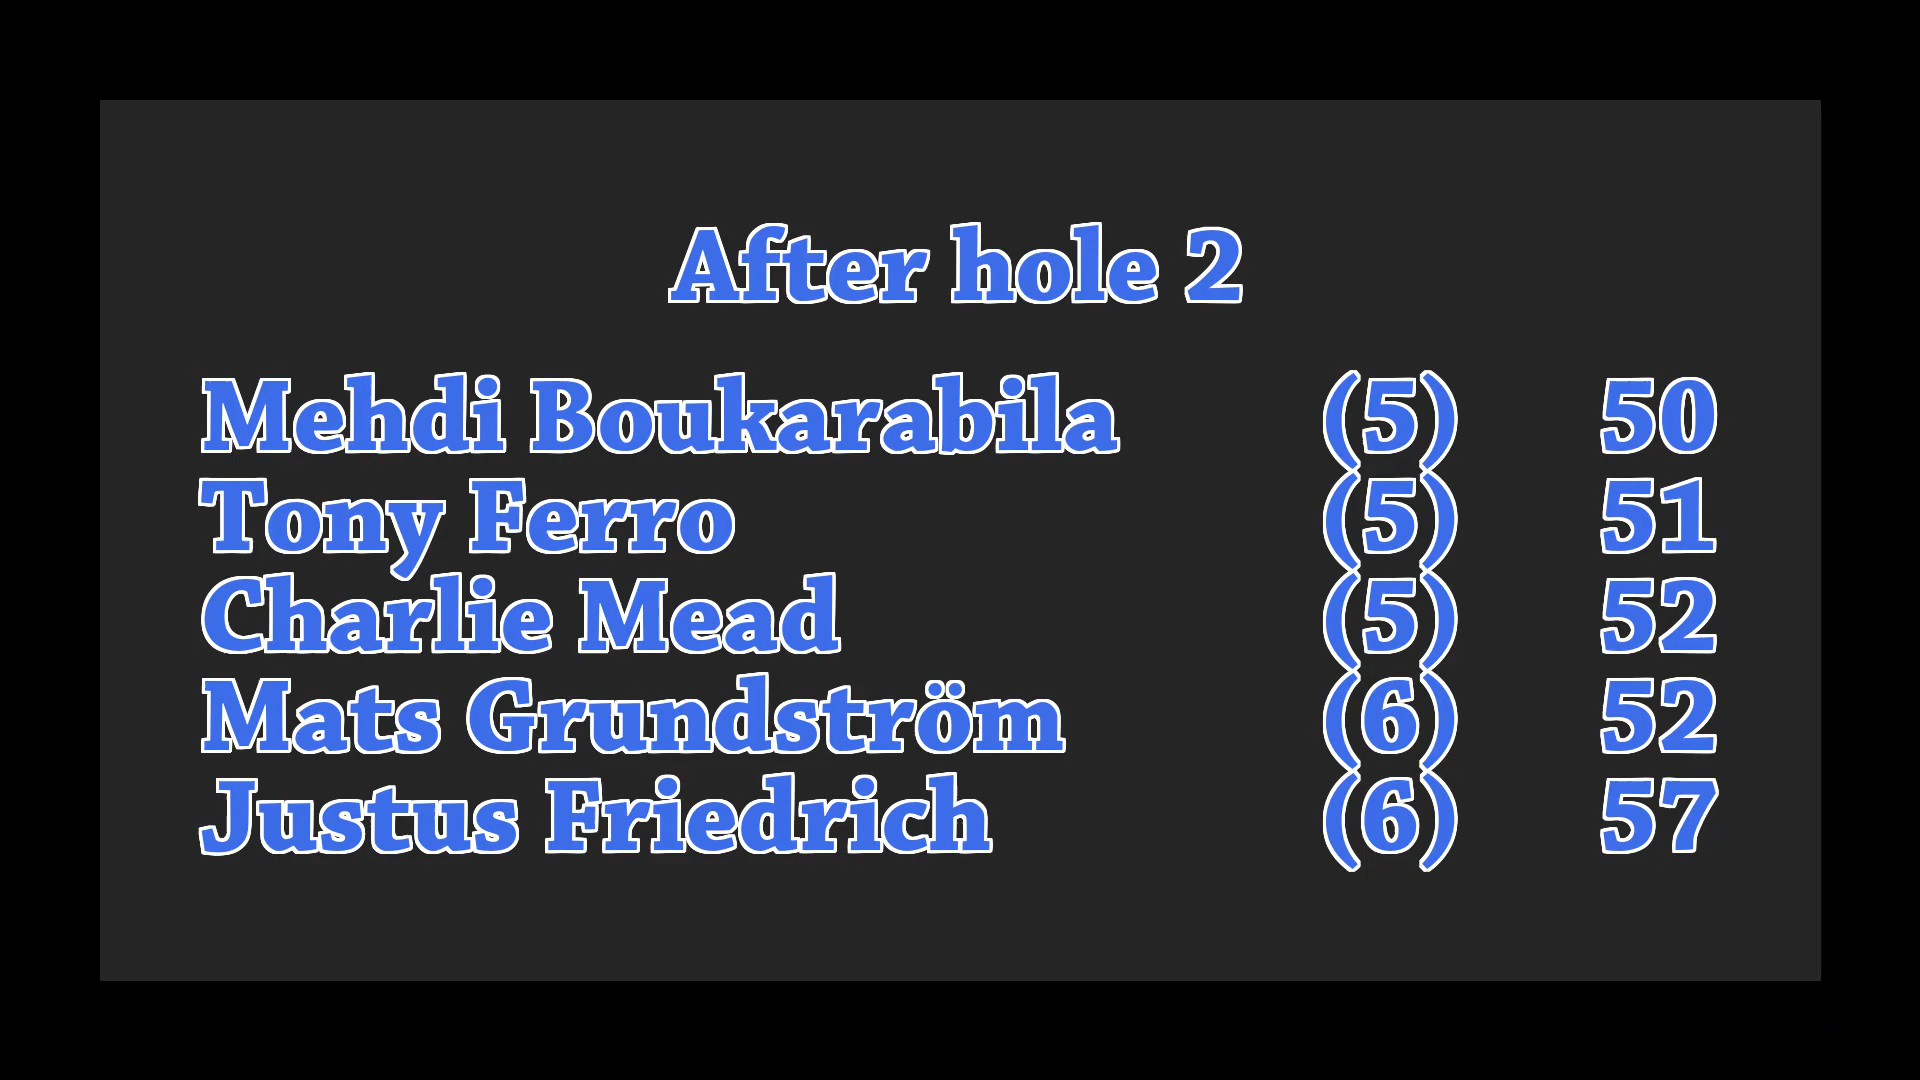 After hole 2
Mehdi Boukarabila (5) 50
Tony Ferro (5) 51
Charlie Mead (5) 52
Mats Grundström (6) 52
Justus Friedrich (6) 57